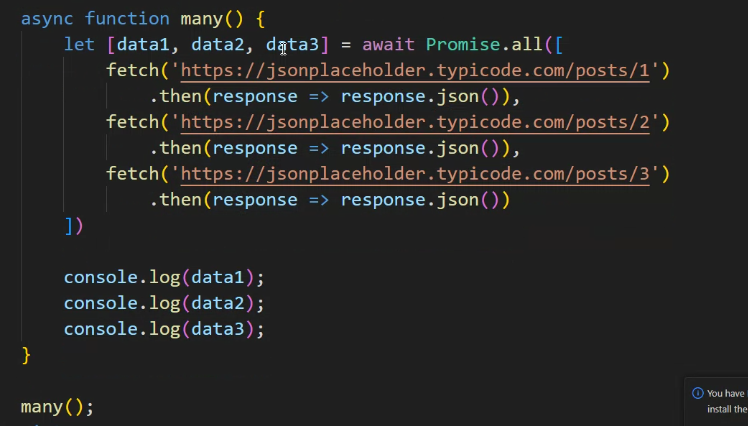 async function many() {
    let [data1, data2, data3] = await Promise.all([
        fetch('https://jsonplaceholder.typicode.com/posts/1')
            .then(response => response.json()),
        fetch('https://jsonplaceholder.typicode.com/posts/2')
            .then(response => response.json()),
        fetch('https://jsonplaceholder.typicode.com/posts/3')
            .then(response => response.json())
    ])

    console.log(data1);
    console.log(data2);
    console.log(data3);
}

many();
You have
install the